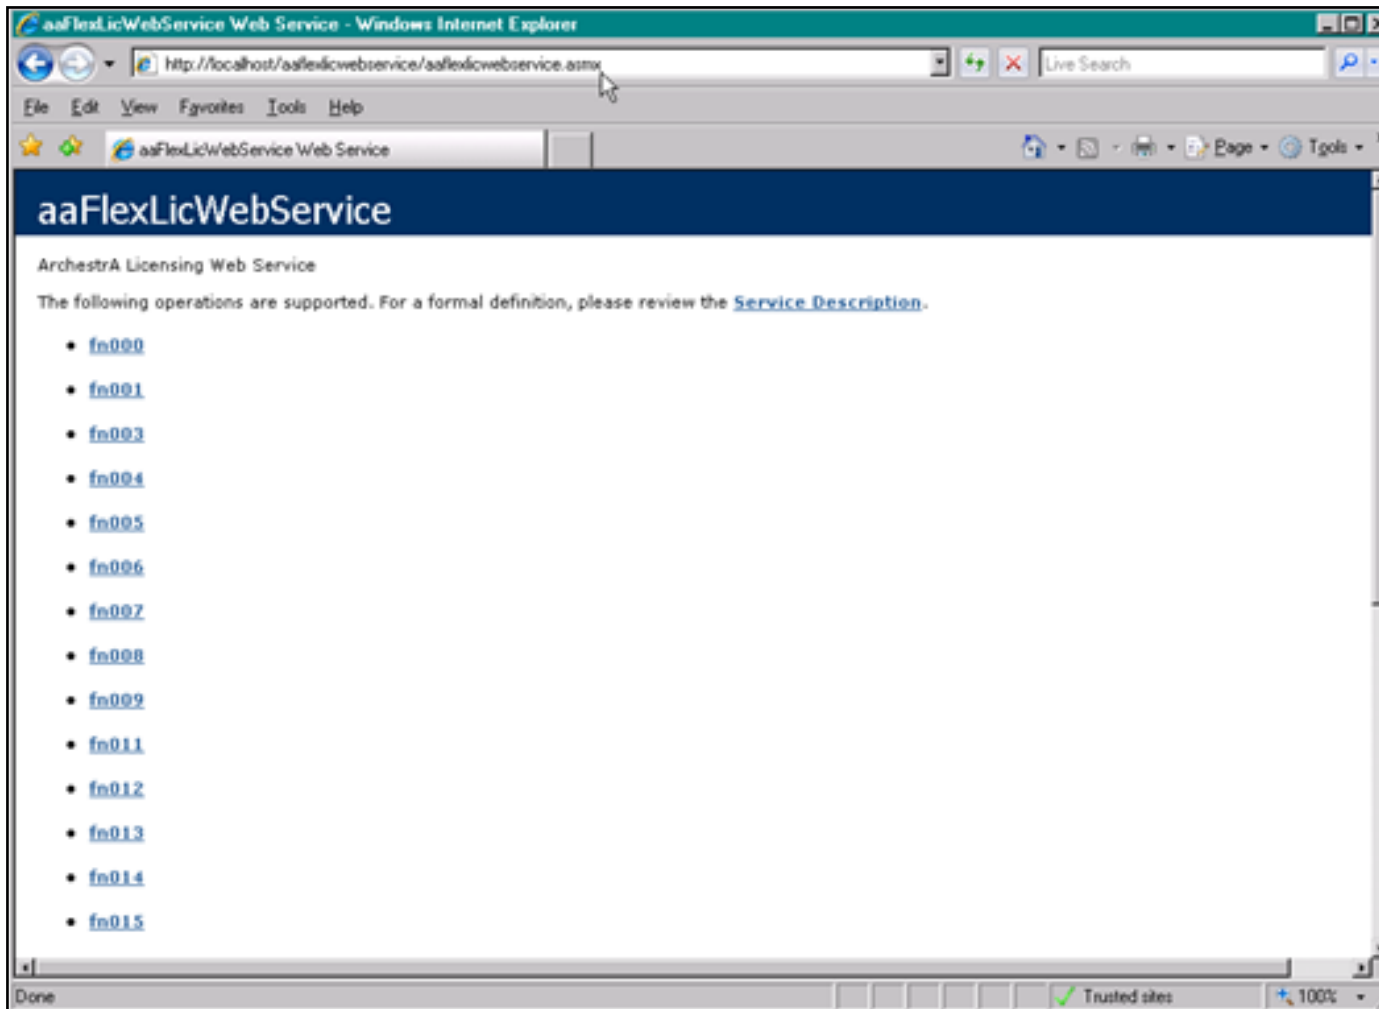 aaFlexLicWebService Web Service - Windows Internet Explorer
http://localhost/aaflexlicwebservice/aaflexlicwebservice.asmx
Live Search
File Edit View Favorites Tools Help
aaFlexLicWebService Web Service
Page Tools
aaFlexLicWebService
ArchestrA Licensing Web Service
The following operations are supported. For a formal definition, please review the Service Description.
• fn000
• fn001
• fn003
• fn004
• fn005
• fn006
• fn007
• fn008
• fn009
• fn011
• fn012
• fn013
• fn014
• fn015
Done
Trusted sites
100%